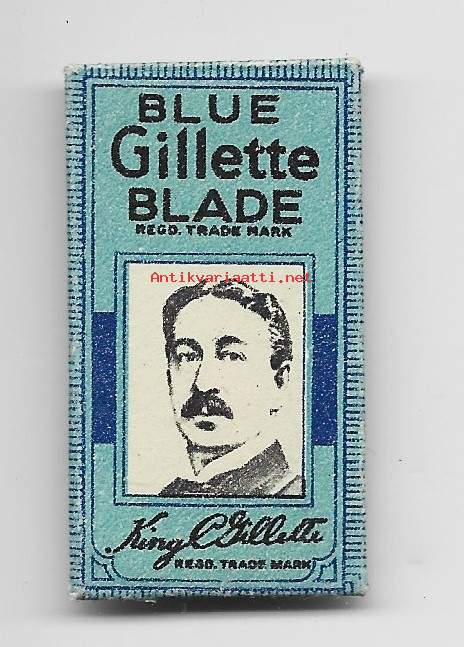 BLUE
Gillette
BLADE
REGD. TRADE MARK
Antikvariaatti.net
King C Gillette
REGD. TRADE MARK